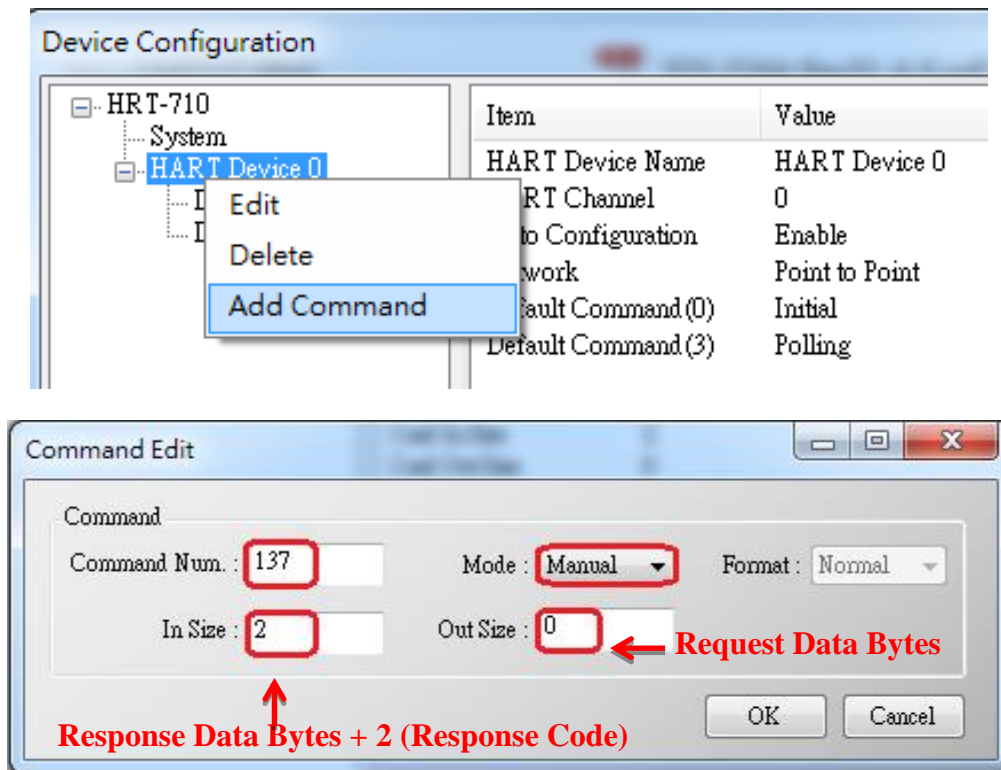 Device Configuration
HRT-710
System
HART Device 0
Edit
Delete
Add Command
Item Value
HART Device Name HART Device 0
RT Channel 0
to Configuration Enable
work Point to Point
ault Command(0) Initial
Default Command(3) Polling
Command Edit
Command
Command Num. : 137 Mode : Manual Format : Normal
In Size : 2 Out Size : 0
Request Data Bytes
Response Data Bytes + 2 (Response Code)
OK Cancel